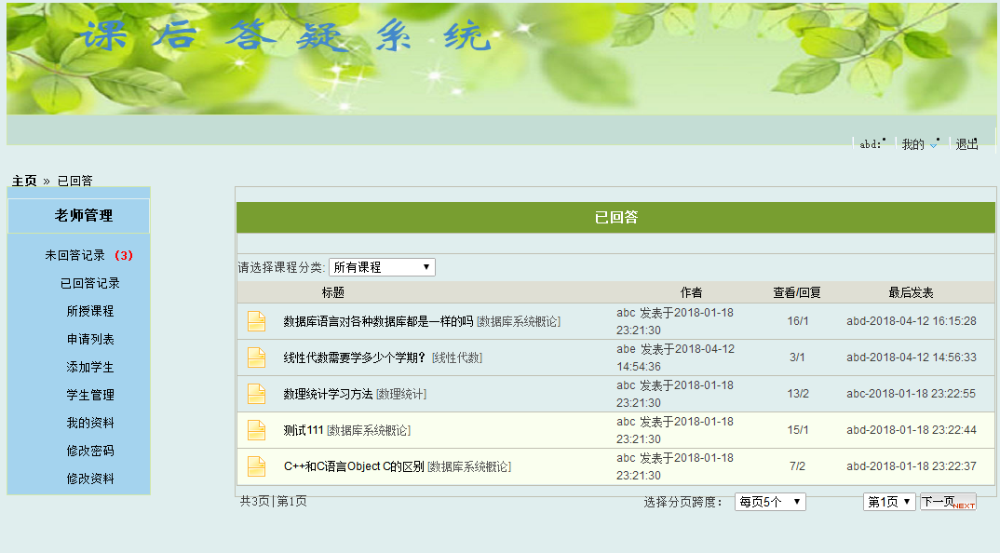 课后答疑系统
abd: 我的 退出
主页 » 已回答
老师管理
未回答记录 (3)
已回答记录
所授课程
申请列表
添加学生
学生管理
我的资料
修改密码
修改资料
已回答
请选择课程分类: 所有课程
标题 作者 查看/回复 最后发表
数据库语言对各种数据库都是一样的吗 [数据库系统概论] abc 发表于2018-01-18 23:21:30 16/1 abd-2018-04-12 16:15:28
线性代数需要学多少个学期? [线性代数] abe 发表于2018-04-12 14:54:36 3/1 abd-2018-04-12 14:56:33
数理统计学习方法 [数理统计] abc 发表于2018-01-18 23:21:30 13/2 abc-2018-01-18 23:22:55
测试111 [数据库系统概论] abc 发表于2018-01-18 23:21:30 15/1 abd-2018-01-18 23:22:44
C++和C语言Object C的区别 [数据库系统概论] abc 发表于2018-01-18 23:21:30 7/2 abd-2018-01-18 23:22:37
共3页|第1页 选择分页跨度: 每页5个 第1页 下一页 NEXT